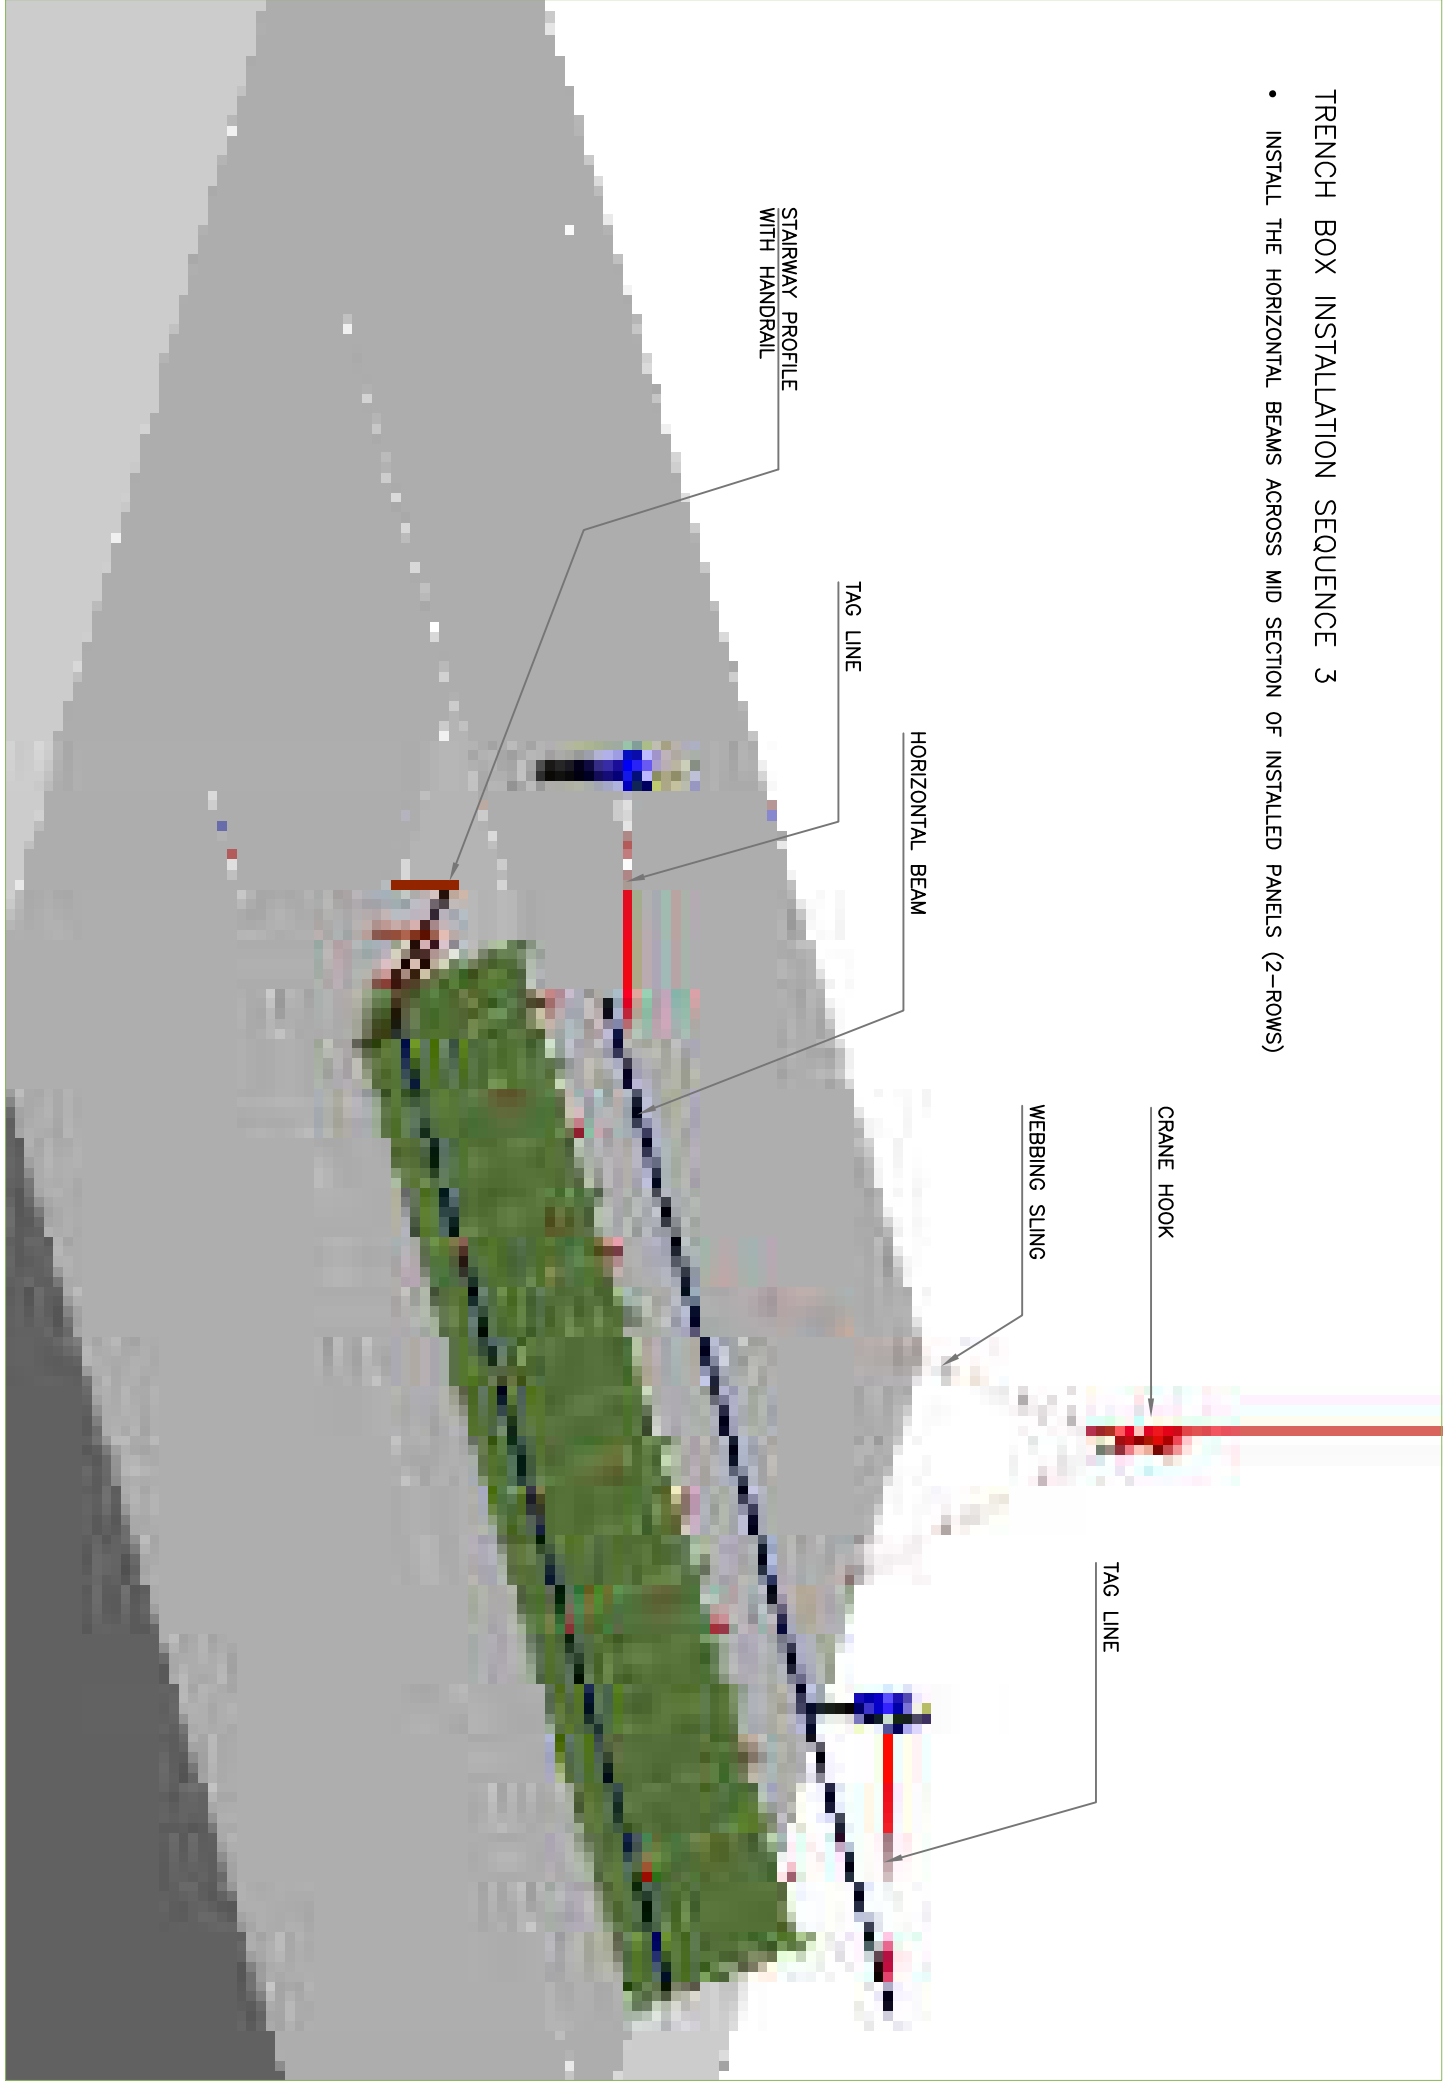 TRENCH BOX INSTALLATION SEQUENCE 3
• INSTALL THE HORIZONTAL BEAMS ACROSS MID SECTION OF INSTALLED PANELS (2-ROWS)
CRANE HOOK
WEBBING SLING
TAG LINE
HORIZONTAL BEAM
TAG LINE
STAIRWAY PROFILE
WITH HANDRAIL